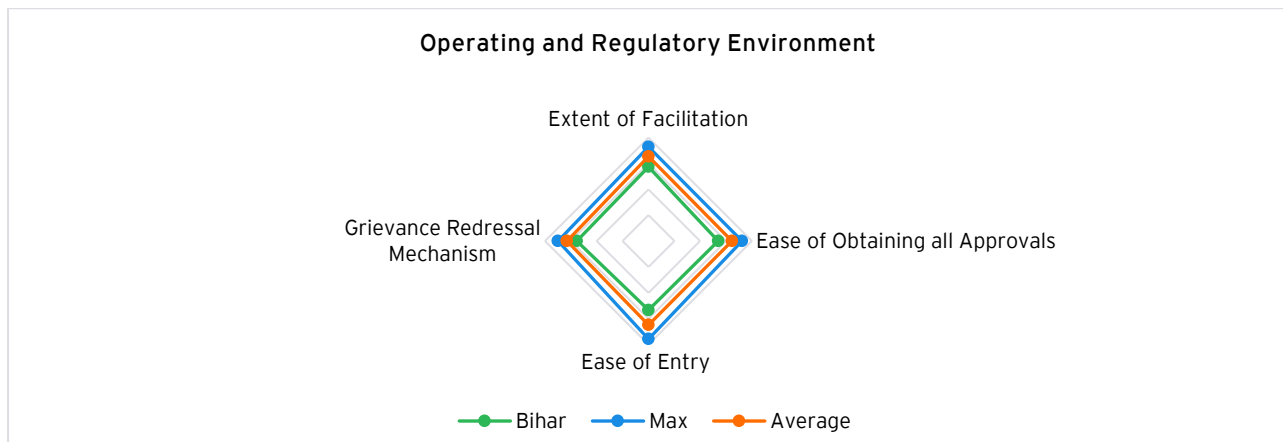 Operating and Regulatory Environment
Extent of Facilitation
Grievance Redressal
Mechanism
Ease of Obtaining all Approvals
Ease of Entry
Bihar
Max
Average